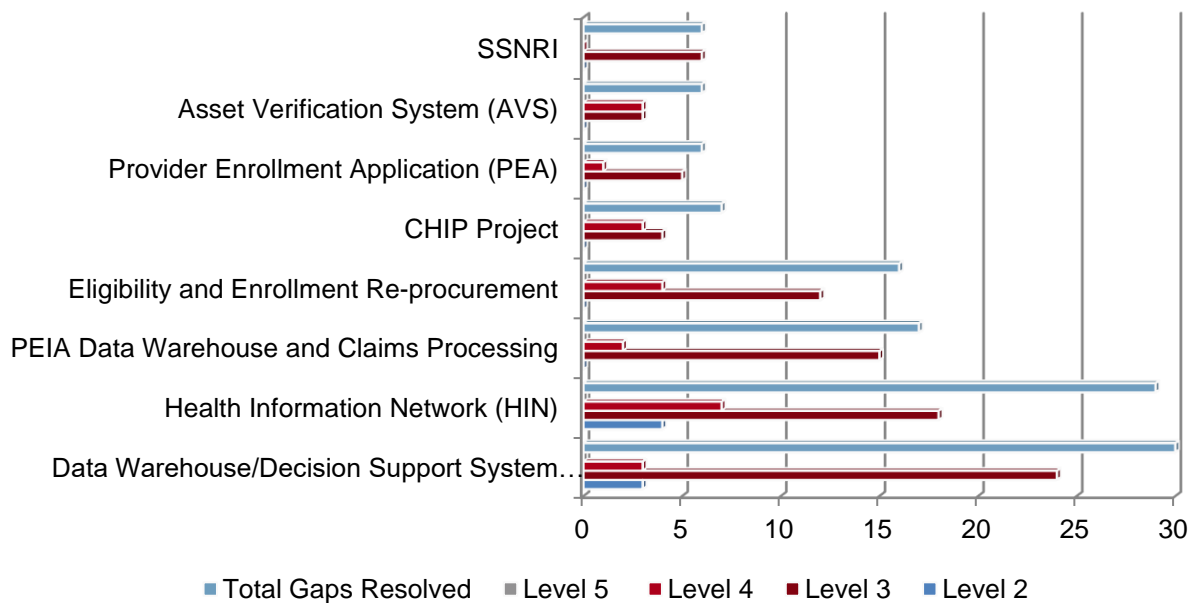 SSNRI
Asset Verification System (AVS)
Provider Enrollment Application (PEA)
CHIP Project
Eligibility and Enrollment Re-procurement
PEIA Data Warehouse and Claims Processing
Health Information Network (HIN)
Data Warehouse/Decision Support System…
0 5 10 15 20 25 30
Total Gaps Resolved Level 5 Level 4 Level 3 Level 2